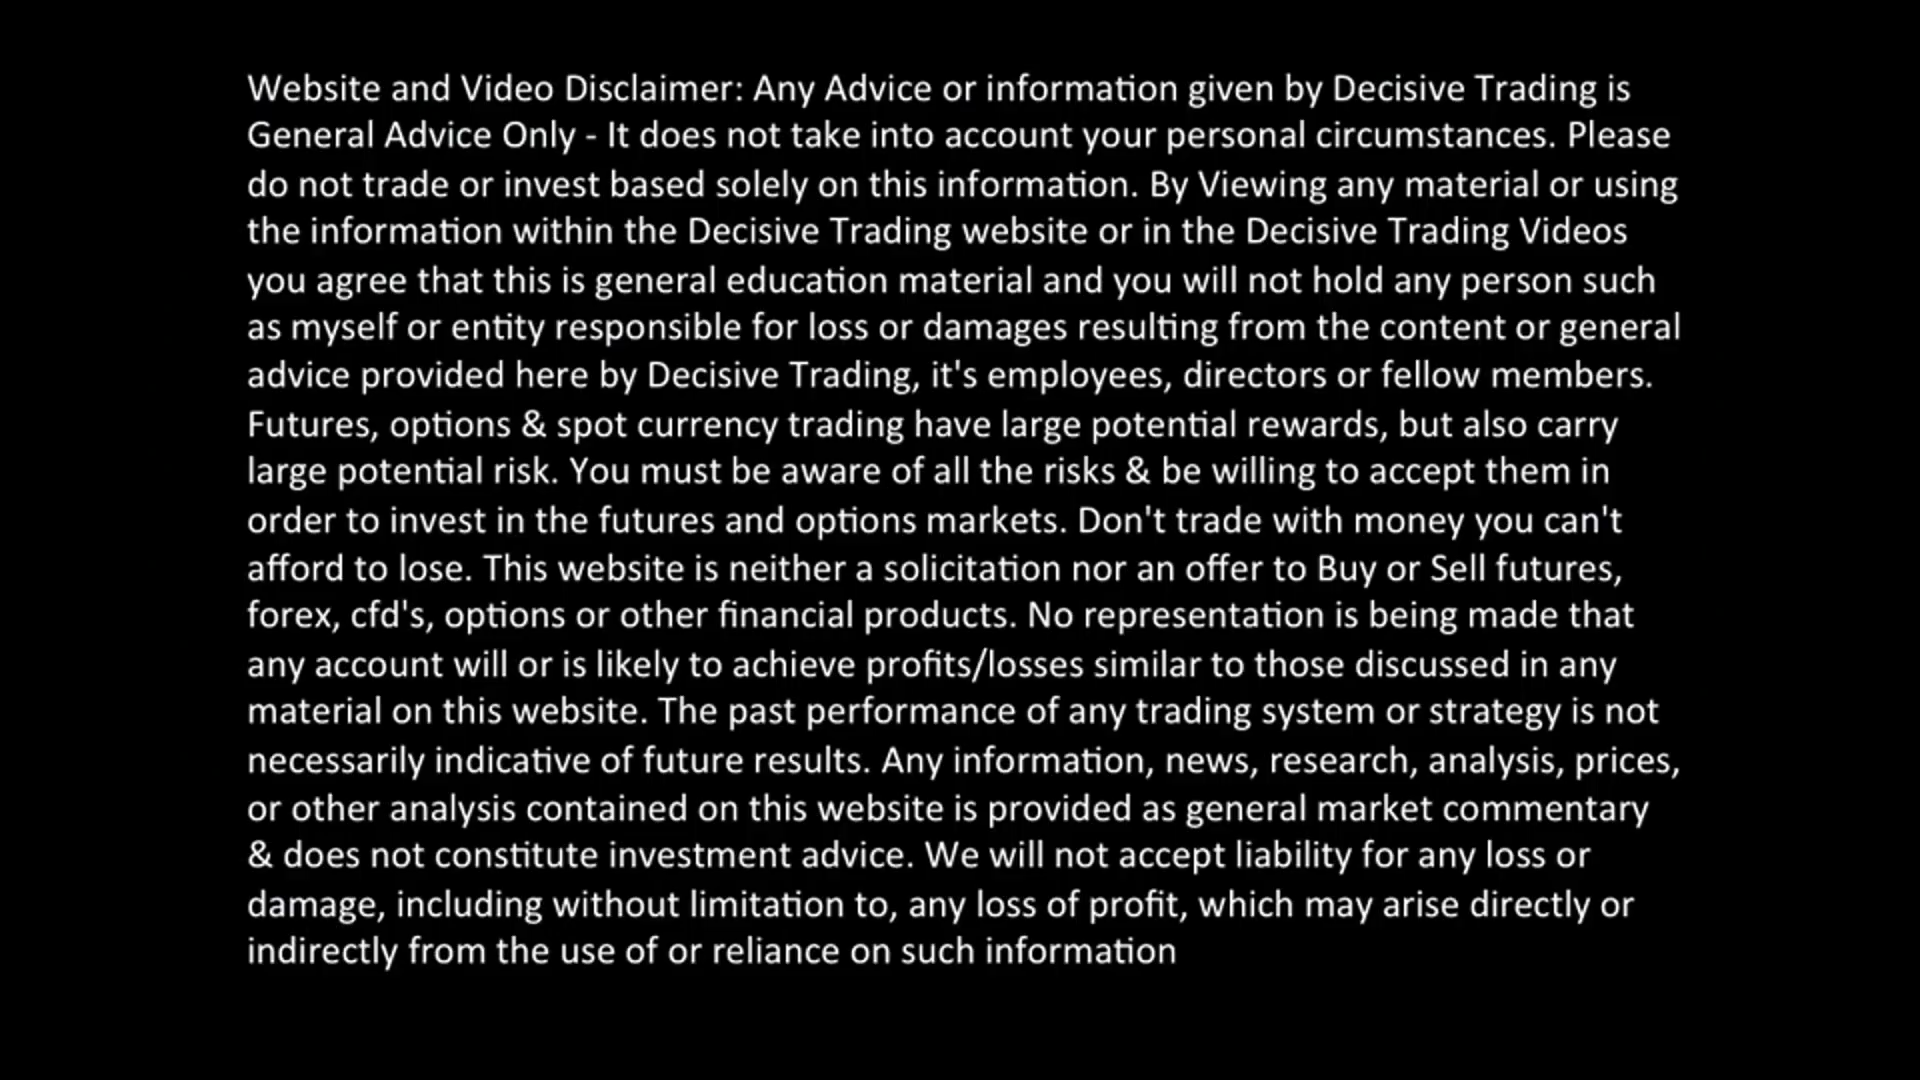 Website and Video Disclaimer: Any Advice or information given by Decisive Trading is
General Advice Only - It does not take into account your personal circumstances. Please
do not trade or invest based solely on this information. By Viewing any material or using
the information within the Decisive Trading website or in the Decisive Trading Videos
you agree that this is general education material and you will not hold any person such
as myself or entity responsible for loss or damages resulting from the content or general
advice provided here by Decisive Trading, it's employees, directors or fellow members.
Futures, options & spot currency trading have large potential rewards, but also carry
large potential risk. You must be aware of all the risks & be willing to accept them in
order to invest in the futures and options markets. Don't trade with money you can't
afford to lose. This website is neither a solicitation nor an offer to Buy or Sell futures,
forex, cfd's, options or other financial products. No representation is being made that
any account will or is likely to achieve profits/losses similar to those discussed in any
material on this website. The past performance of any trading system or strategy is not
necessarily indicative of future results. Any information, news, research, analysis, prices,
or other analysis contained on this website is provided as general market commentary
& does not constitute investment advice. We will not accept liability for any loss or
damage, including without limitation to, any loss of profit, which may arise directly or
indirectly from the use of or reliance on such information